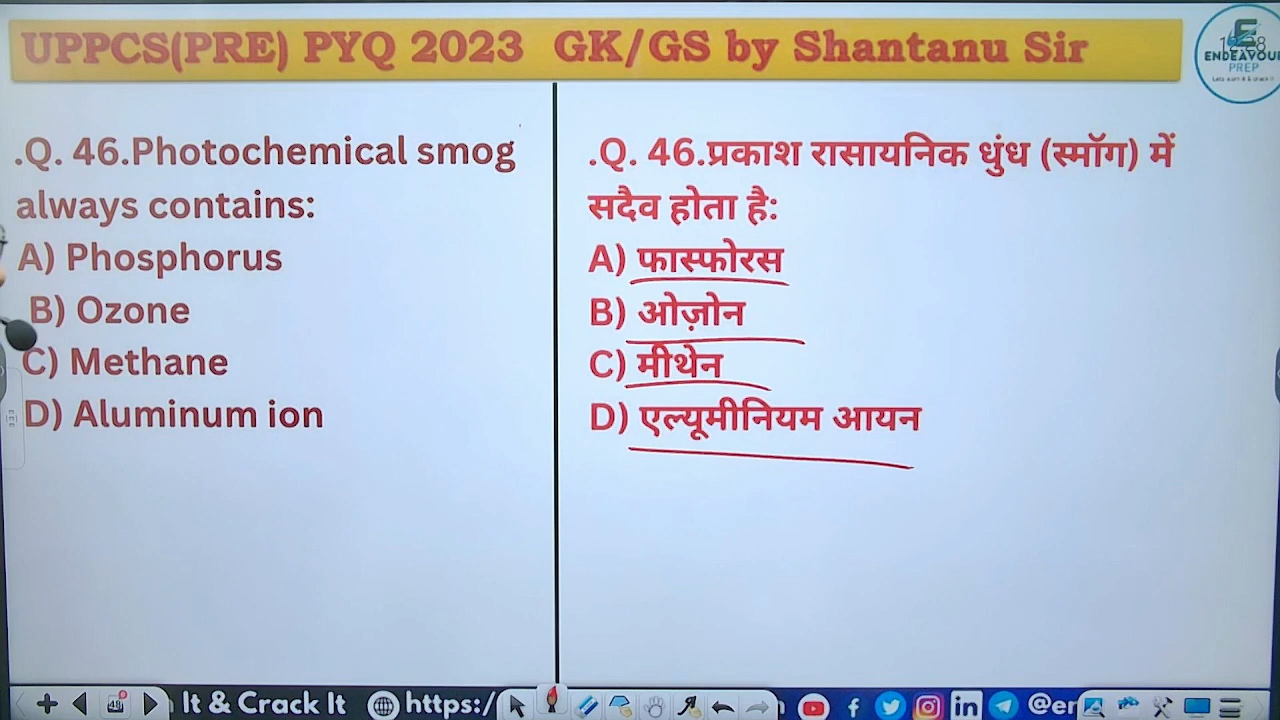 UPPCS(PRE) PYQ 2023 GK/GS by Shantanu Sir
ENDEAVOUR
PREP
.Q. 46.Photochemical smog
always contains:
A) Phosphorus
B) Ozone
C) Methane
D) Aluminum ion
.Q. 46.प्रकाश रासायनिक धुंध (स्मॉग) में
सदैव होता है:
A) फास्फोरस
B) ओज़ोन
C) मीथेन
D) एल्यूमीनियम आयन
It & Crack It https:/ @er